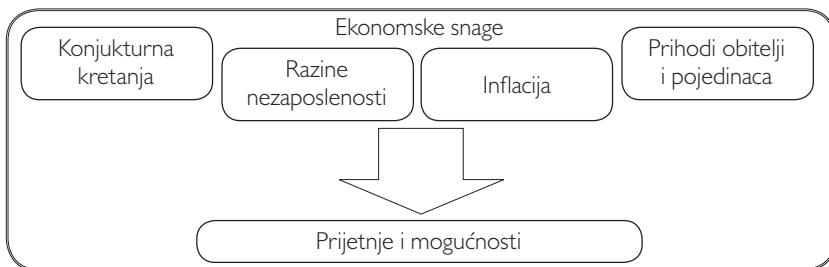 Ekonomske snage
Konjukturna
kretanja
Razine
nezaposlenosti
Inflacija
Prihodi obitelji
i pojedinaca
Prijetnje i mogućnosti